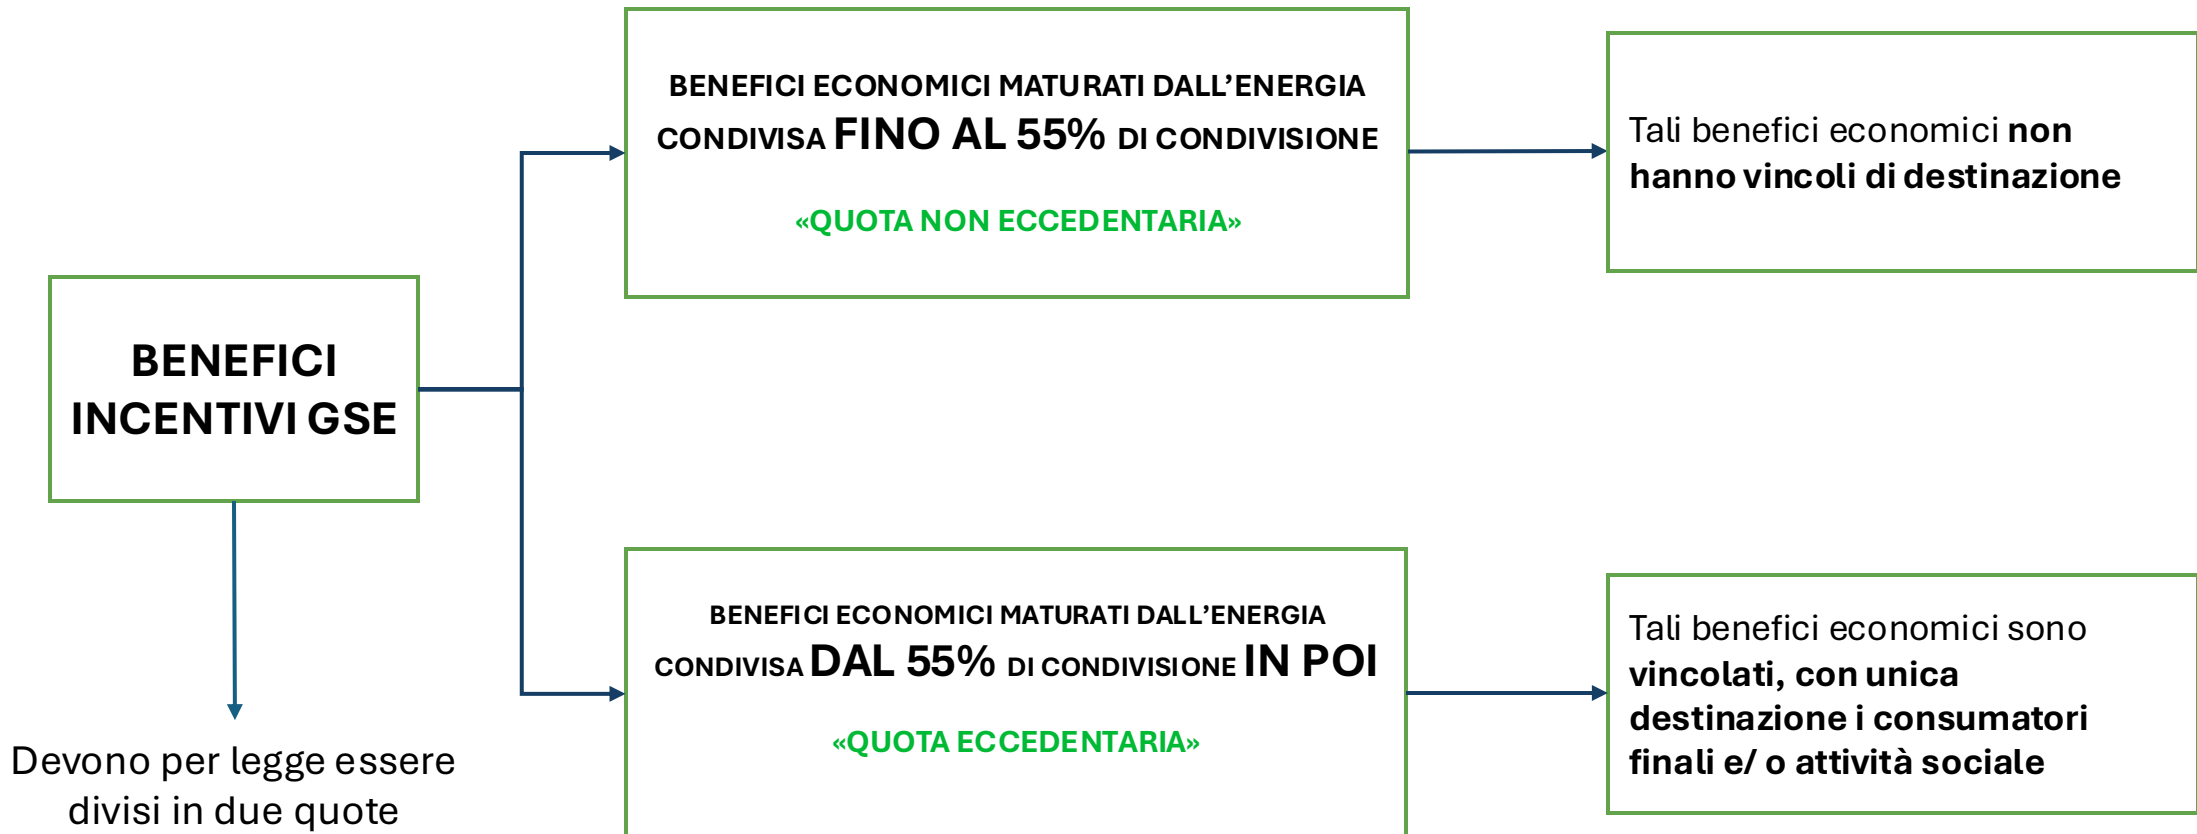 BENEFICI ECONOMICI MATURATI DALL’ENERGIA
CONDIVISA FINO AL 55% DI CONDIVISIONE
«QUOTA NON ECCEDENTARIA»
Tali benefici economici non
hanno vincoli di destinazione
BENEFICI
INCENTIVI GSE
Devono per legge essere
divisi in due quote
BENEFICI ECONOMICI MATURATI DALL’ENERGIA
CONDIVISA DAL 55% DI CONDIVISIONE IN POI
«QUOTA ECCEDENTARIA»
Tali benefici economici sono
vincolati, con unica
destinazione i consumatori
finali e/ o attività sociale